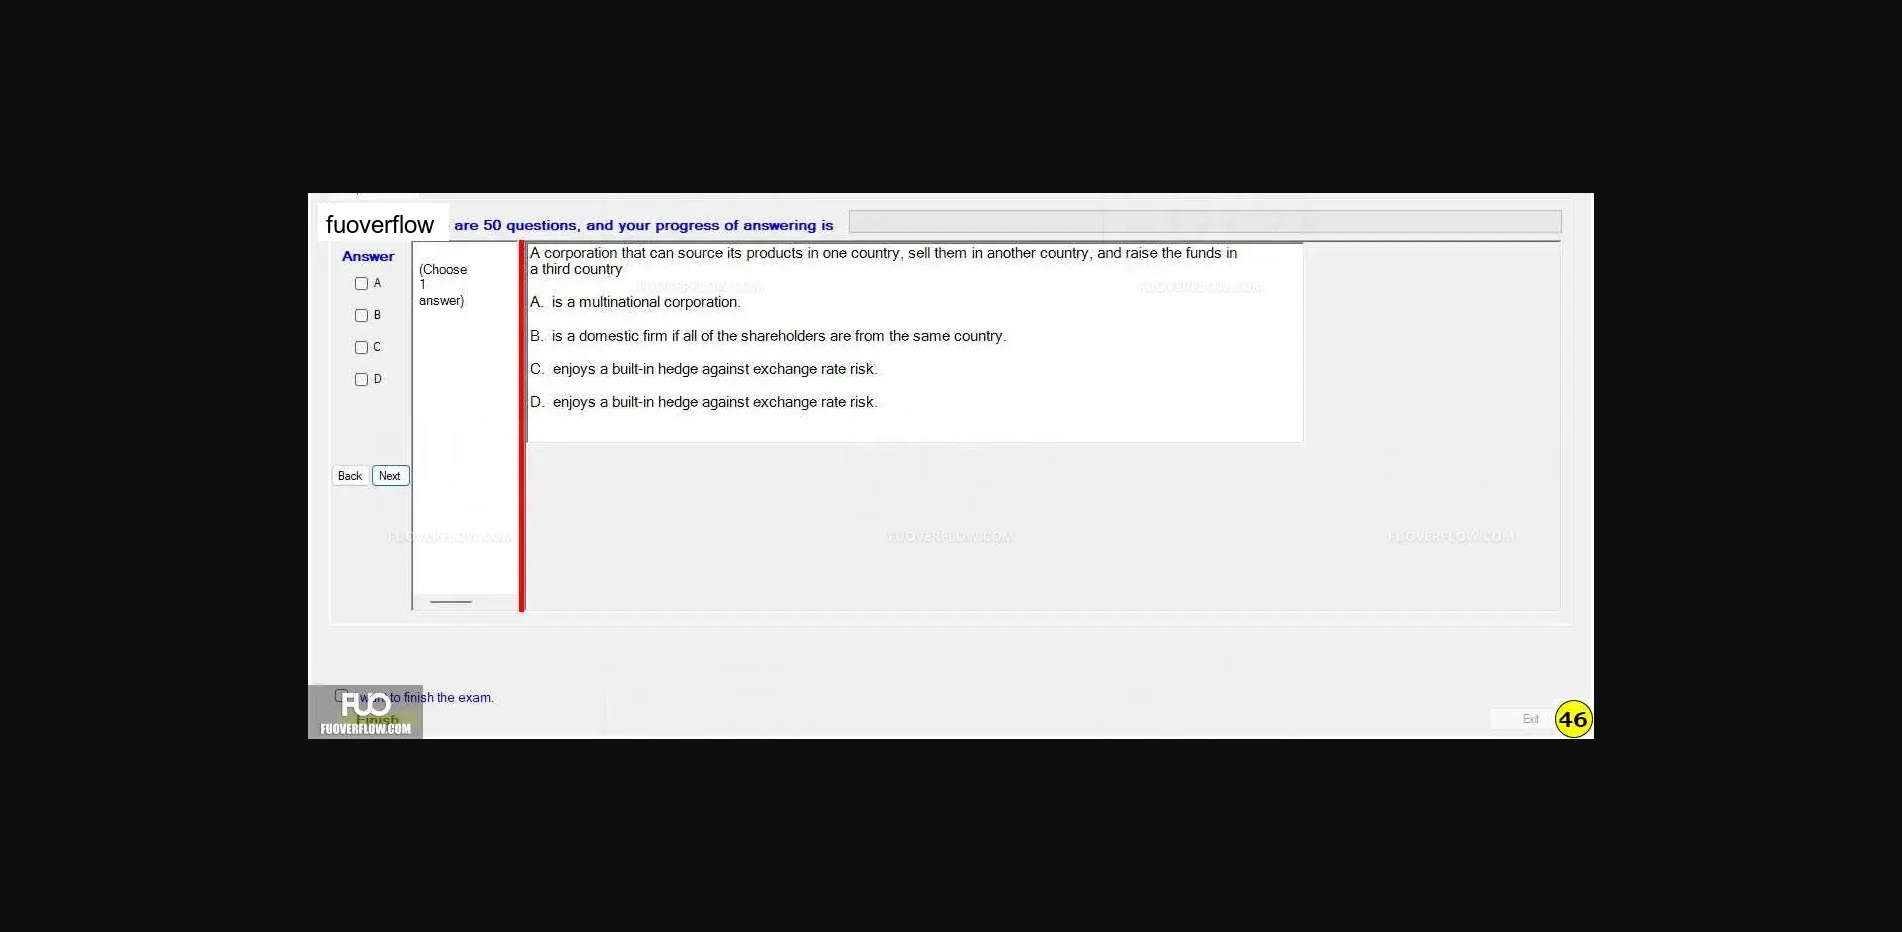 fuoverflow
are 50 questions, and your progress of answering is
Answer
A
B
C
D
Back Next
(Choose
1
answer)
A corporation that can source its products in one country, sell them in another country, and raise the funds in
a third country
A. is a multinational corporation.
B. is a domestic firm if all of the shareholders are from the same country.
C. enjoys a built-in hedge against exchange rate risk.
D. enjoys a built-in hedge against exchange rate risk.
FUOVERFLOW.COM FUOVERFLOW.COM
FUOVERFLOW.COM FUOVERFLOW.COM FUOVERFLOW.COM
I want to finish the exam.
FUO
Finish
FUOVERFLOW.COM
Exit
46